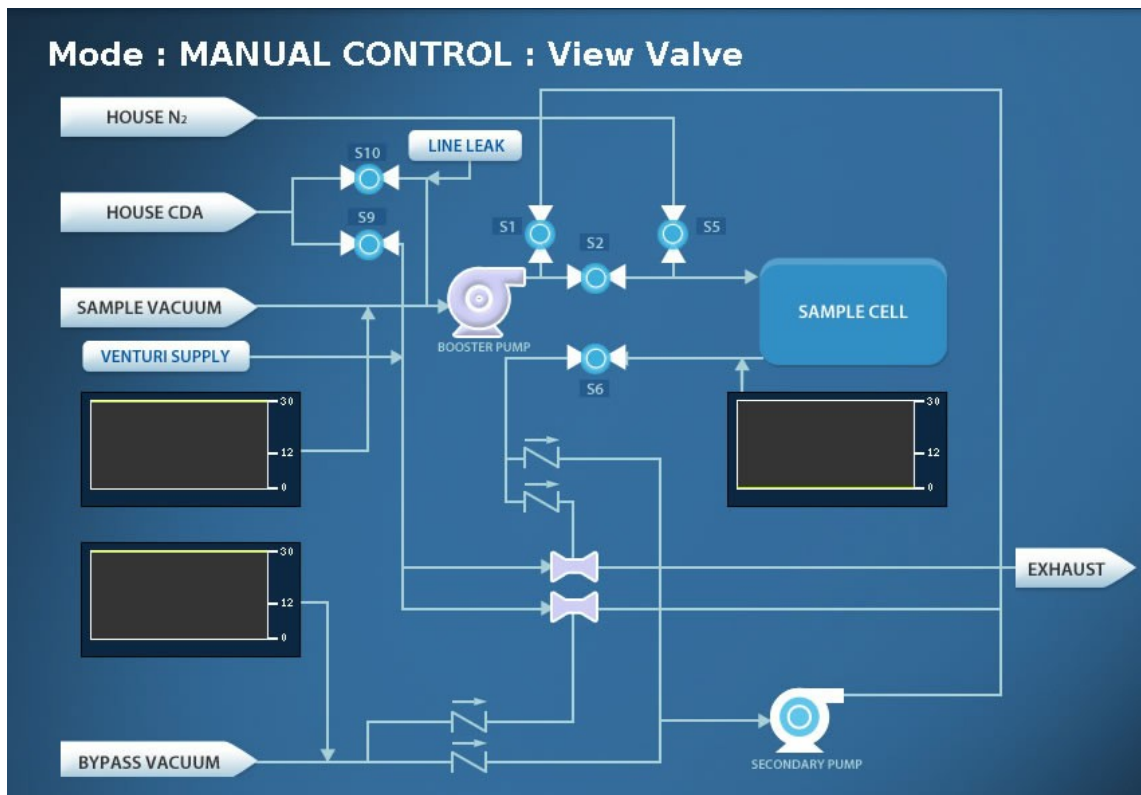 Mode : MANUAL CONTROL : View Valve
HOUSE N₂
S10
LINE LEAK
HOUSE CDA
S9
S1
S2
S5
SAMPLE VACUUM
SAMPLE CELL
BOOSTER PUMP
VENTURI SUPPLY
S6
30
12
0
30
12
0
30
12
0
EXHAUST
BYPASS VACUUM
SECONDARY PUMP